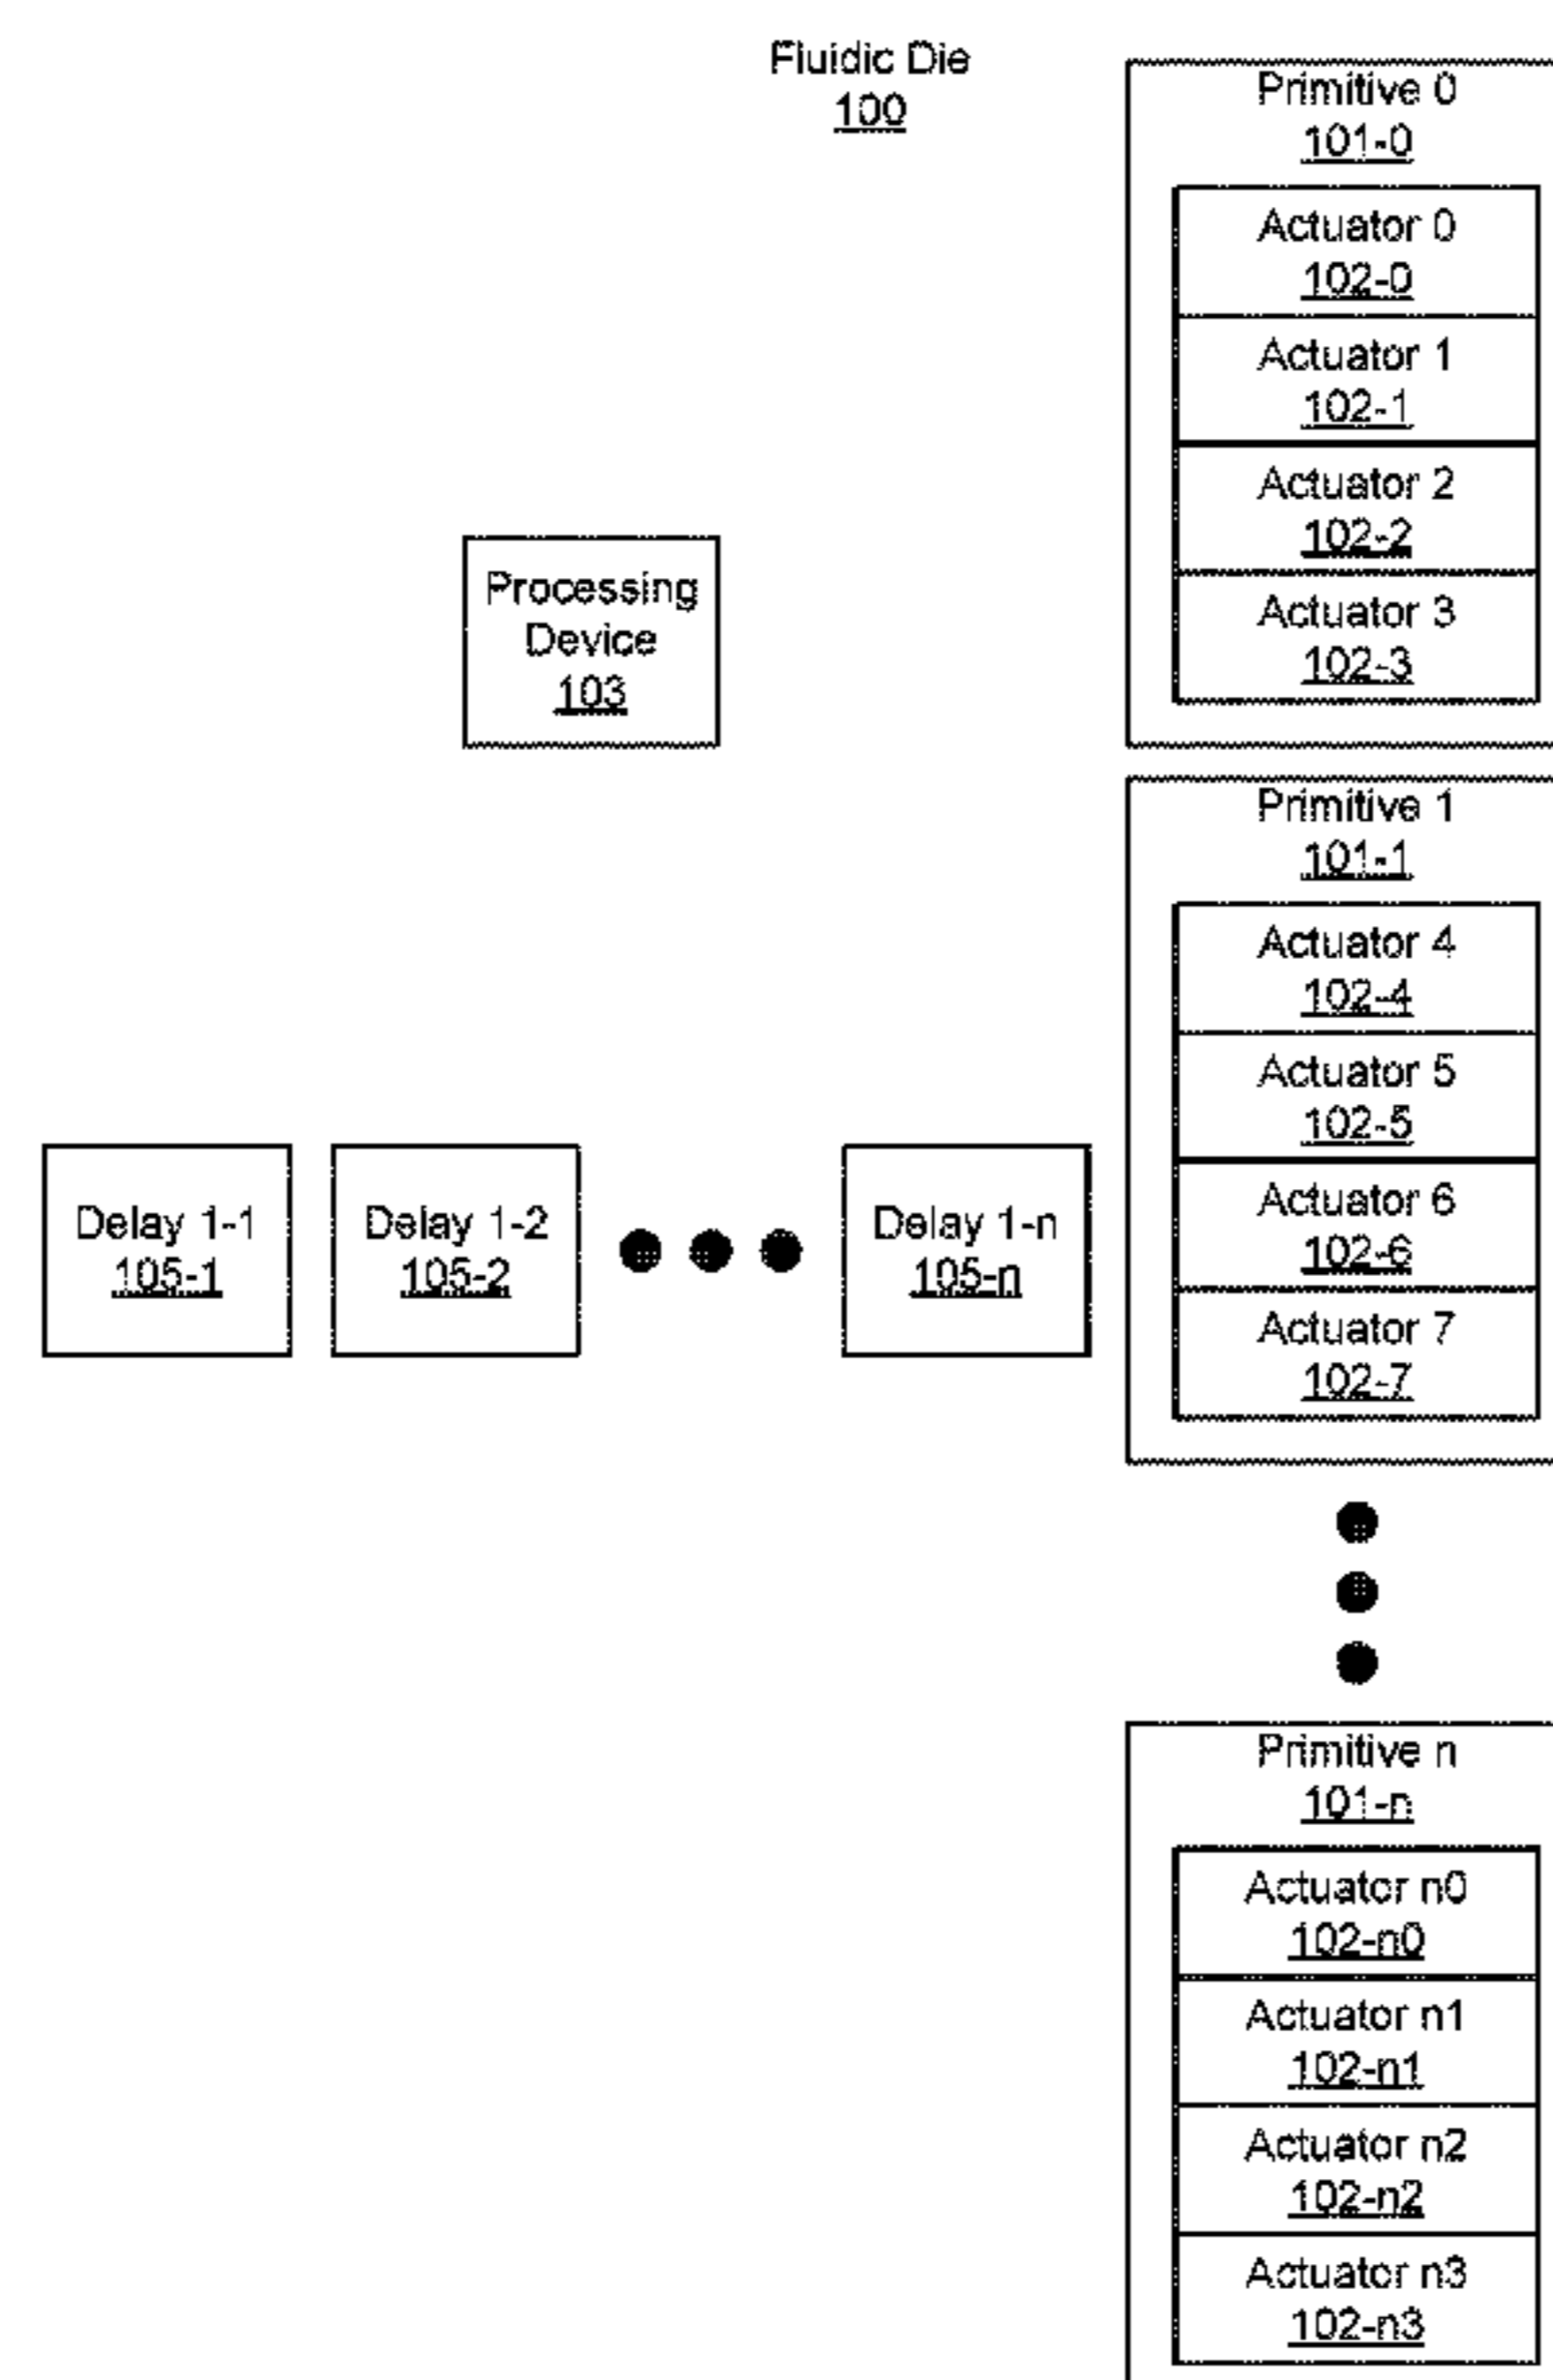 Fluidic Die
100
Primitive 0
101-0
Actuator 0
102-0
Actuator 1
102-1
Actuator 2
102-2
Actuator 3
102-3
Processing
Device
103
Primitive 1
101-1
Actuator 4
102-4
Actuator 5
102-5
Actuator 6
102-6
Actuator 7
102-7
Delay 1-1
105-1
Delay 1-2
105-2
Delay 1-n
105-n
Primitive n
101-n
Actuator n0
102-n0
Actuator n1
102-n1
Actuator n2
102-n2
Actuator n3
102-n3